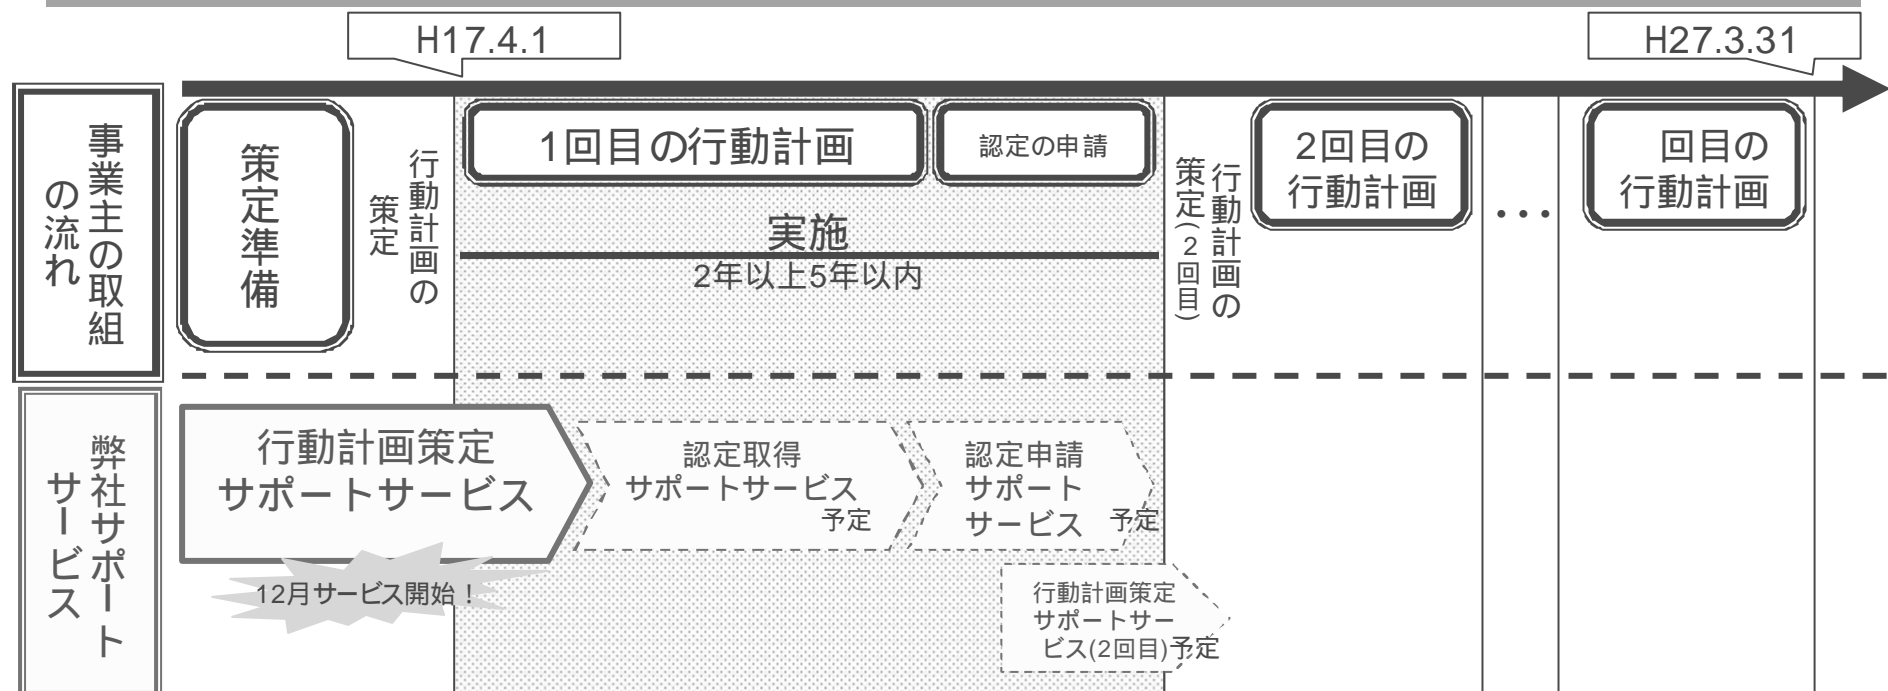 H17.4.1
H27.3.31
事業主の取組
の流れ
策定準備
行動計画の
策定
1回目の行動計画
認定の申請
実施
2年以上5年以内
行動計画の
策定(2回目)
2回目の
行動計画
...
回目の
行動計画
弊社サポート
サービス
行動計画策定
サポートサービス
12月サービス開始!
認定取得
サポートサービス
予定
認定申請
サポート
サービス
予定
行動計画策定
サポートサー
ビス(2回目)予定